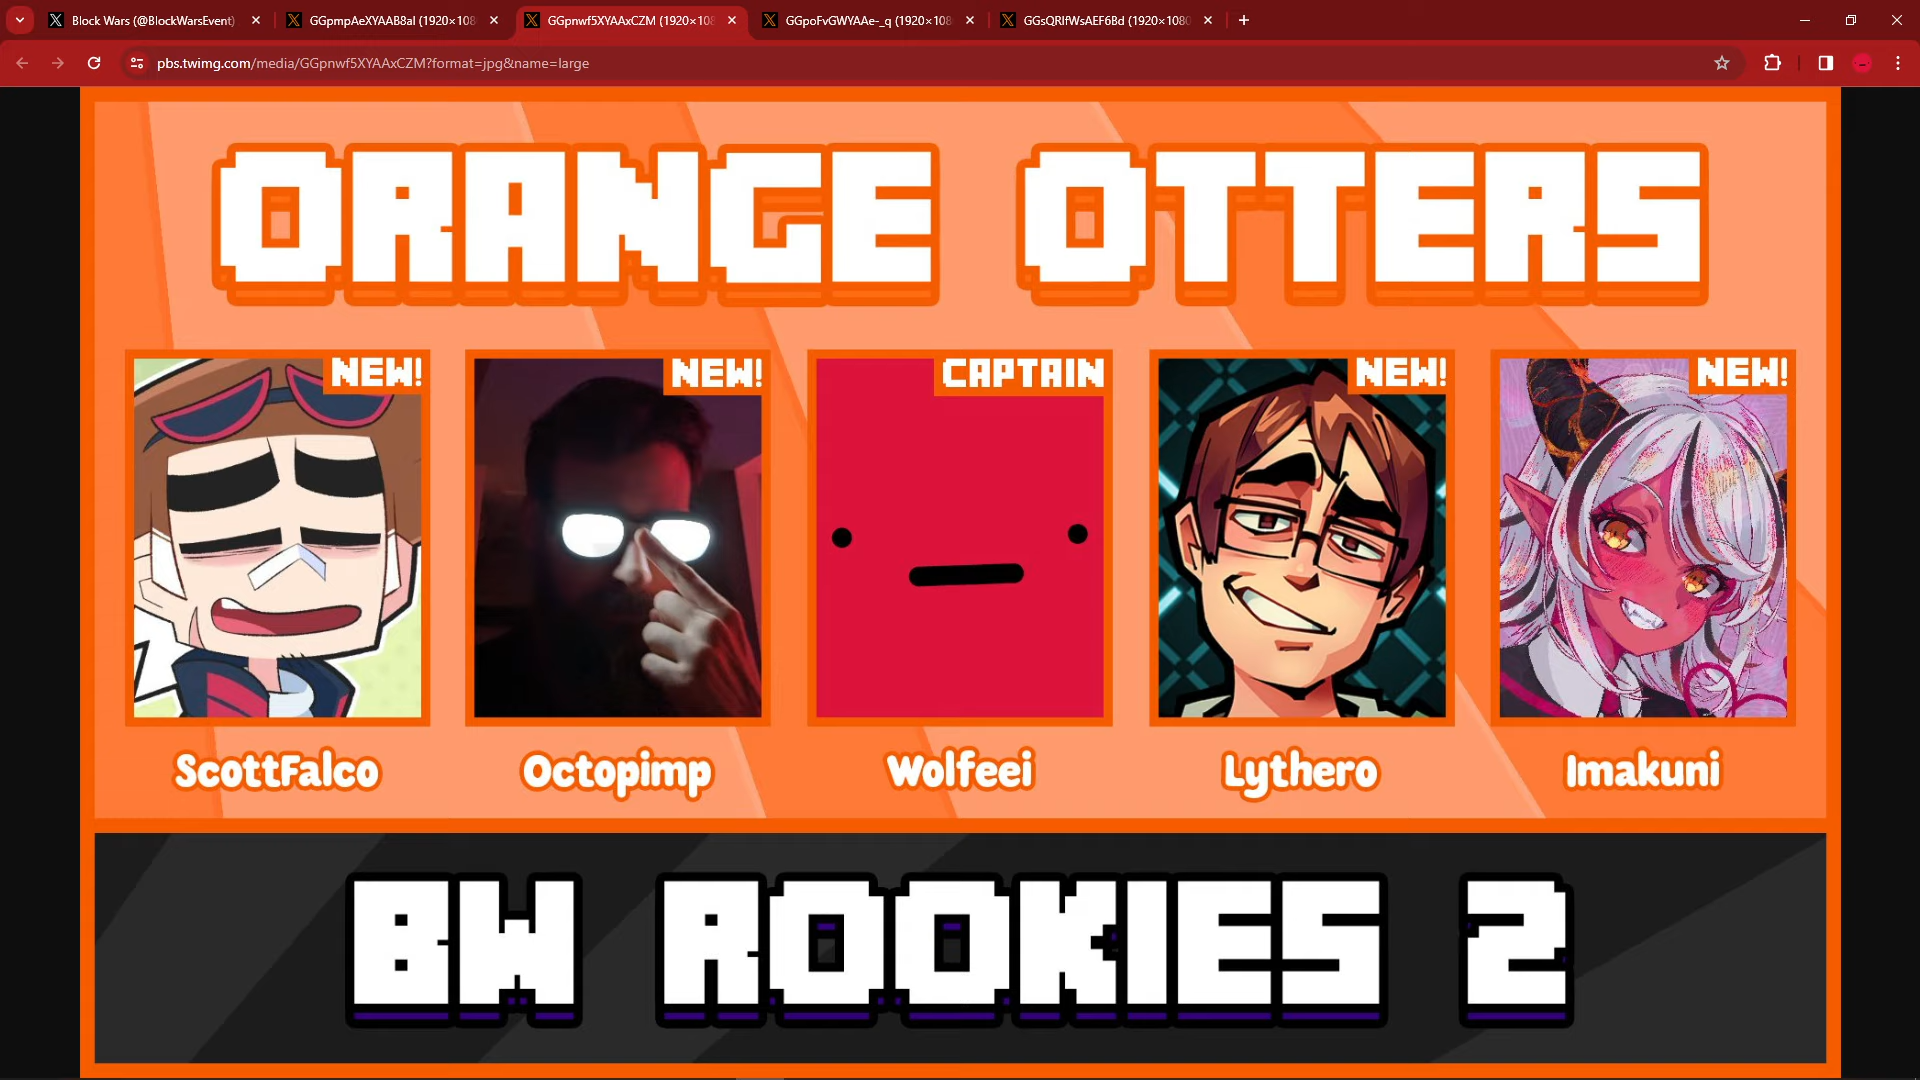 Block Wars (@BlockWarsEvent)
GGpmpAeXYAAB8aI (1920×108
GGpnwf5XYAAxCZM (1920×108
GGpoFvGWYAAe-_q (1920×108
GGsQRIfWsAEF6Bd (1920×1080
pbs.twimg.com/media/GGpnwf5XYAAxCZM?format=jpg&name=large
ORANGE OTTERS
NEW!
NEW!
CAPTAIN
NEW!
NEW!
ScottFalco
Octopimp
Wolfeei
Lythero
Imakuni
BW ROOKIES 2